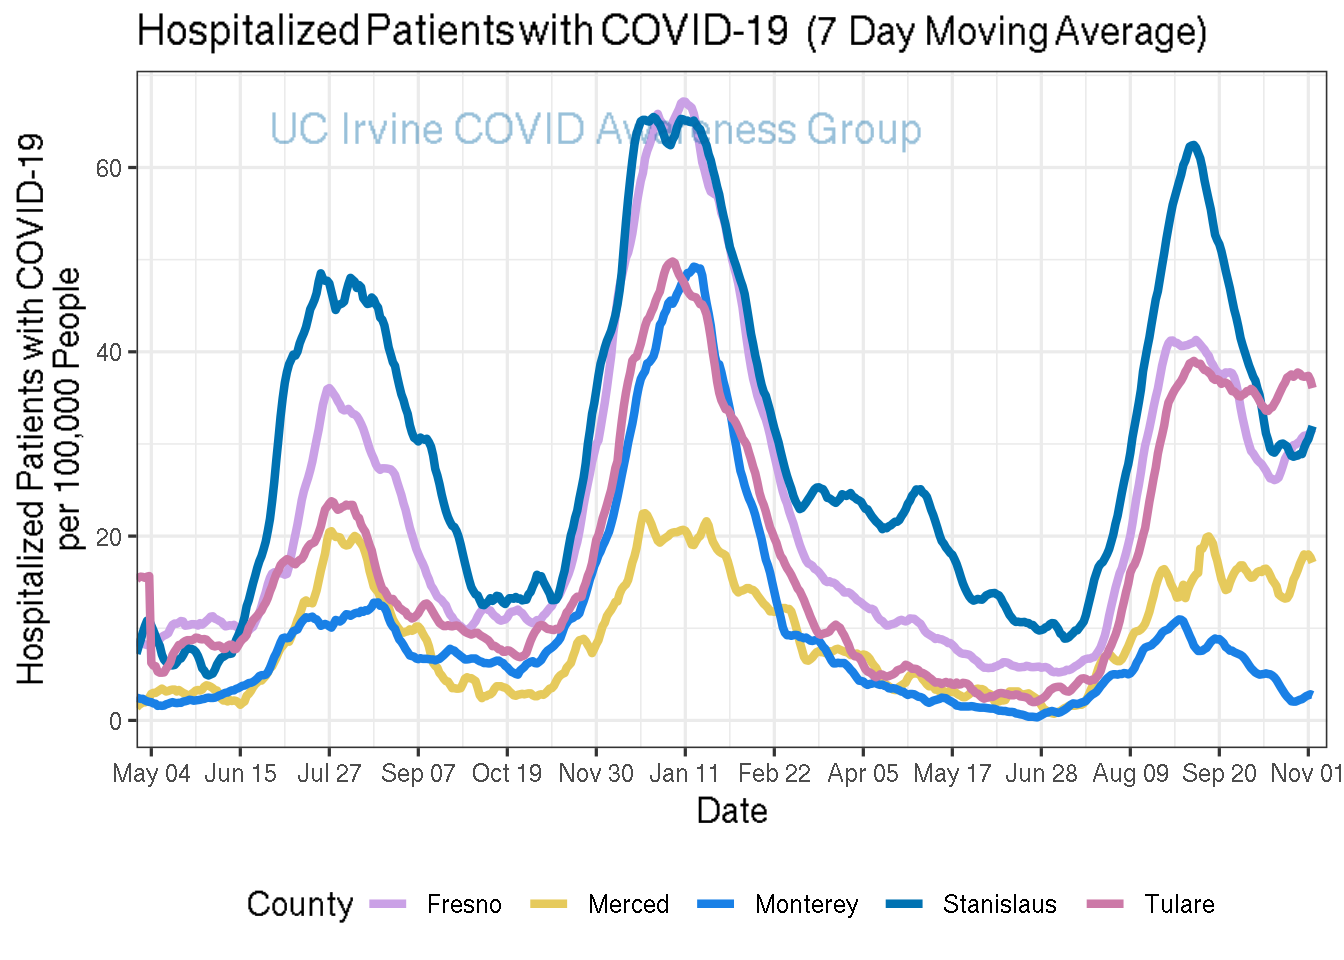 Hospitalized Patients with COVID-19 (7 Day Moving Average)
UC Irvine COVID Awareness Group
Hospitalized Patients with COVID-19
per 100,000 People
60
40
20
0
May 04 Jun 15 Jul 27 Sep 07 Oct 19 Nov 30 Jan 11 Feb 22 Apr 05 May 17 Jun 28 Aug 09 Sep 20 Nov 01
Date
County Fresno Merced Monterey Stanislaus Tulare